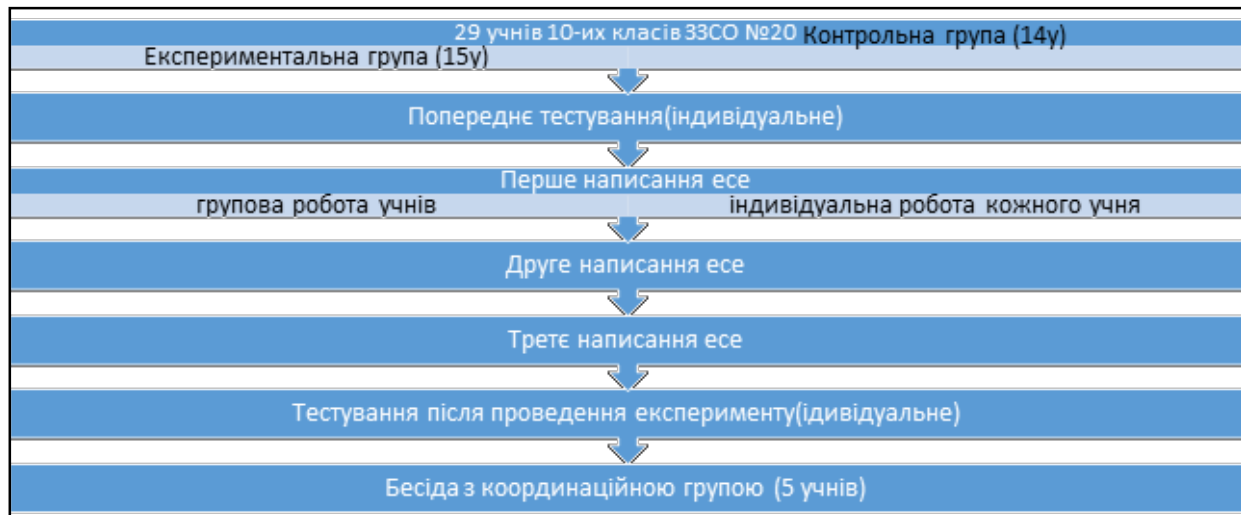 29 учнів 10-их класів ЗЗСО №20 Контрольна група (14у)
Експериментальна група (15у)
Попереднє тестування(індивідуальне)
Перше написання есе
групова робота учнів індивідуальна робота кожного учня
Друге написання есе
Третє написання есе
Тестування після проведення експерименту(ідивідуальне)
Бесіда з координаційною групою (5 учнів)